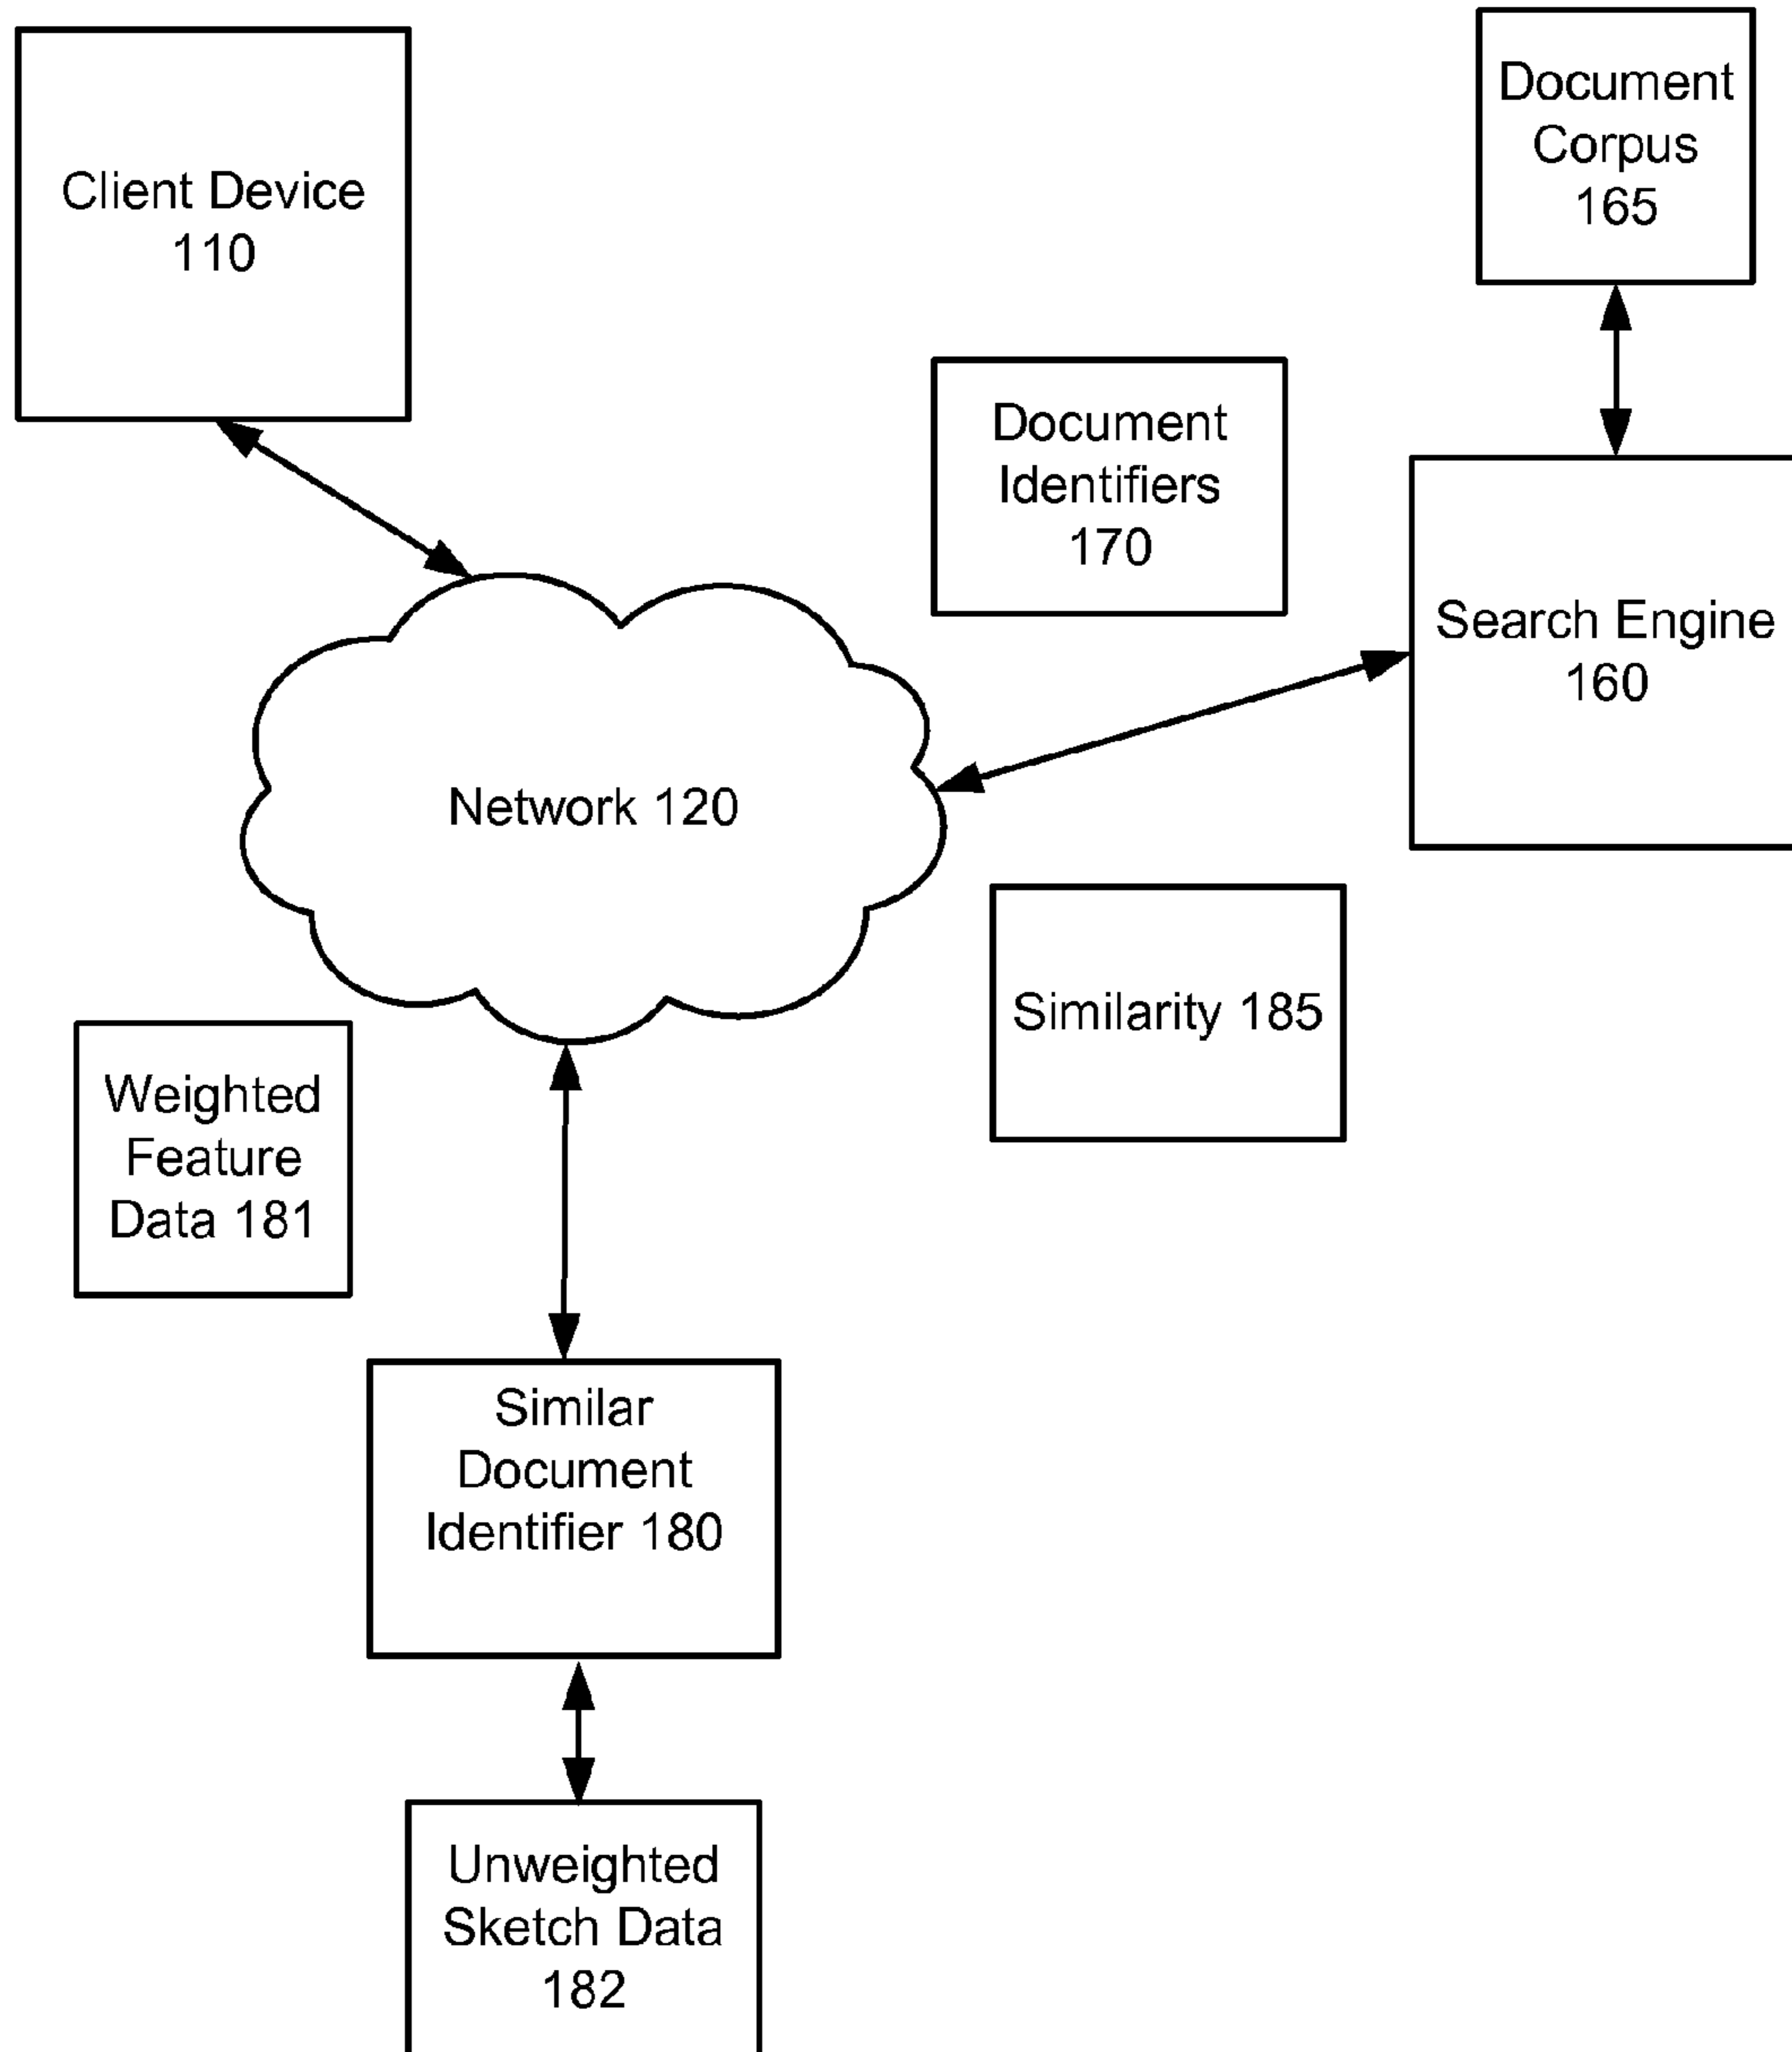 Client Device
110
Document
Corpus
165
Document
Identifiers
170
Search Engine
160
Network 120
Similarity 185
Weighted
Feature
Data 181
Similar
Document
Identifier 180
Unweighted
Sketch Data
182